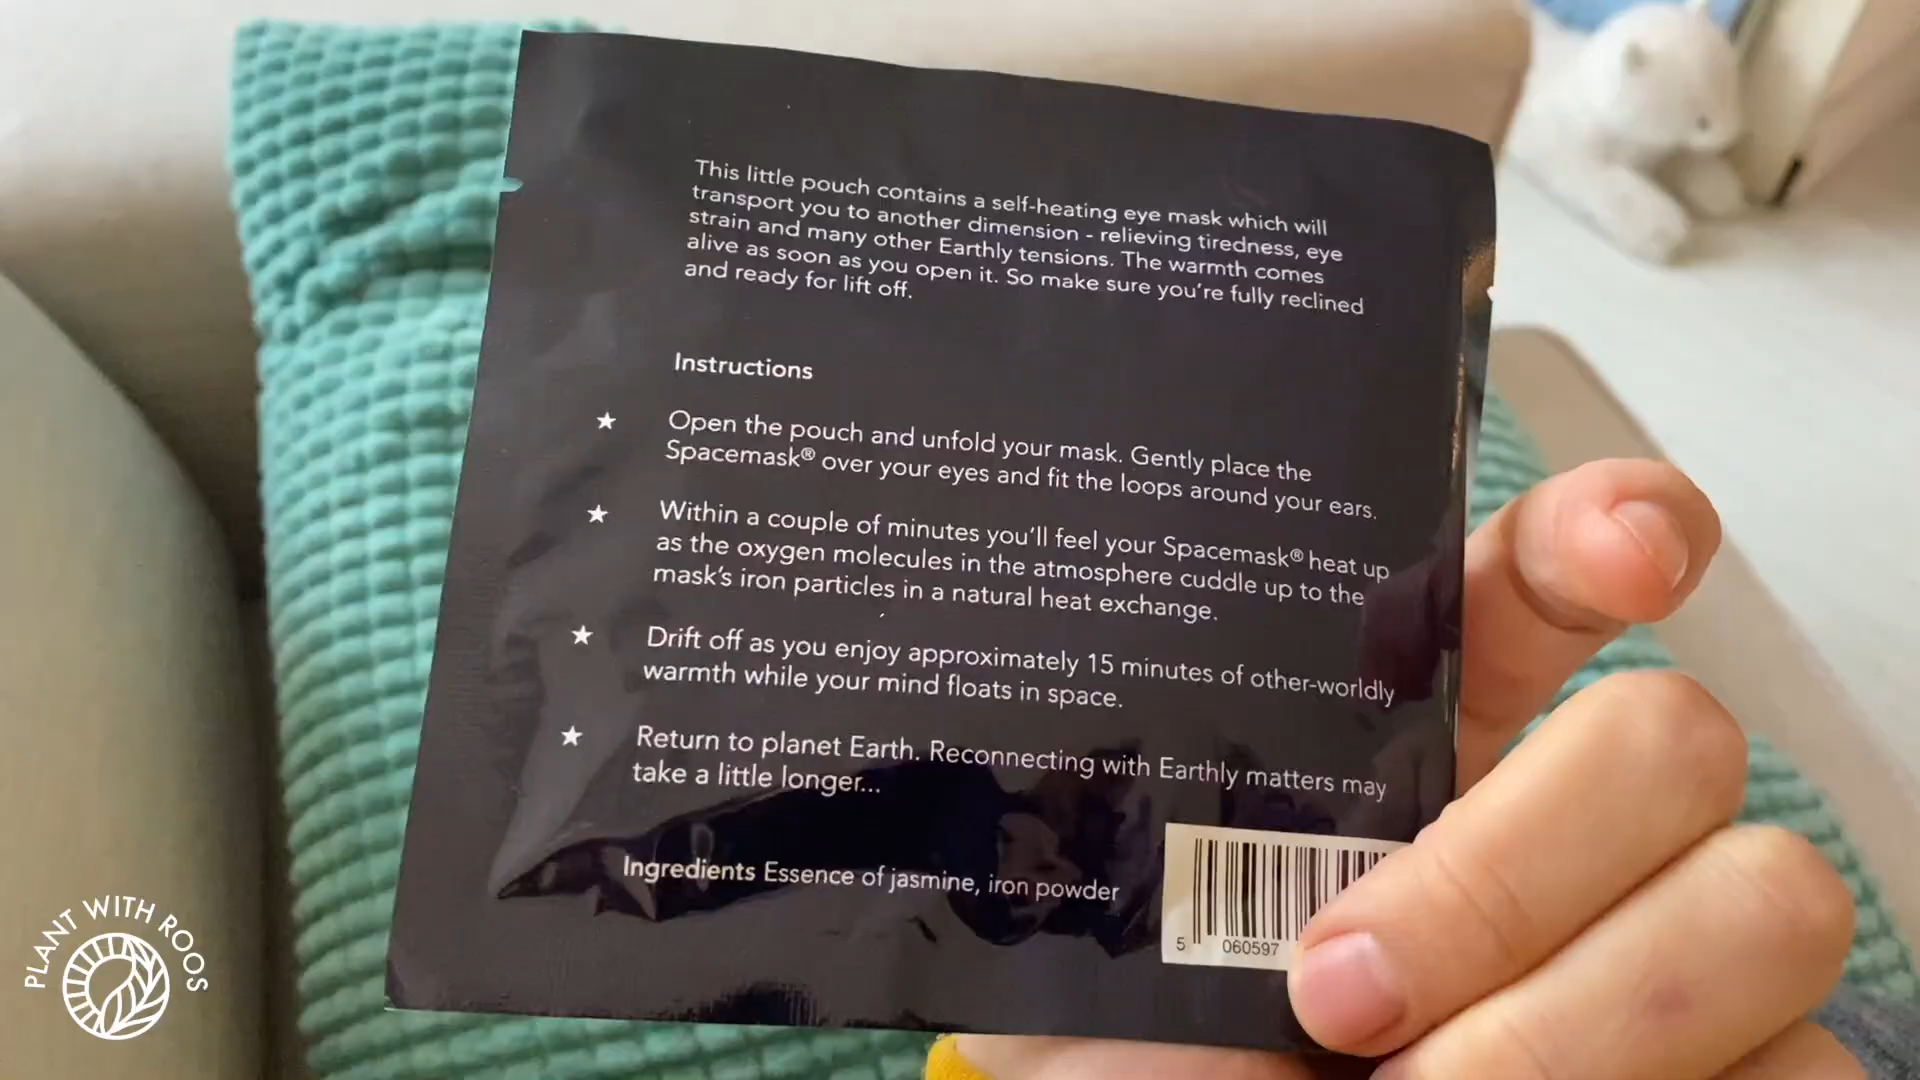 This little pouch contains a self-heating eye mask which will
transport you to another dimension - relieving tiredness, eye
strain and many other Earthly tensions. The warmth comes
alive as soon as you open it. So make sure you're fully reclined
and ready for lift off.
Instructions
★ Open the pouch and unfold your mask. Gently place the
Spacemask® over your eyes and fit the loops around your ears.
★ Within a couple of minutes you'll feel your Spacemask® heat up
as the oxygen molecules in the atmosphere cuddle up to the
mask's iron particles in a natural heat exchange.
★ Drift off as you enjoy approximately 15 minutes of other-worldly
warmth while your mind floats in space.
★ Return to planet Earth. Reconnecting with Earthly matters may
take a little longer...
Ingredients Essence of jasmine, iron powder
5 060597
PLANT WITH ROOS